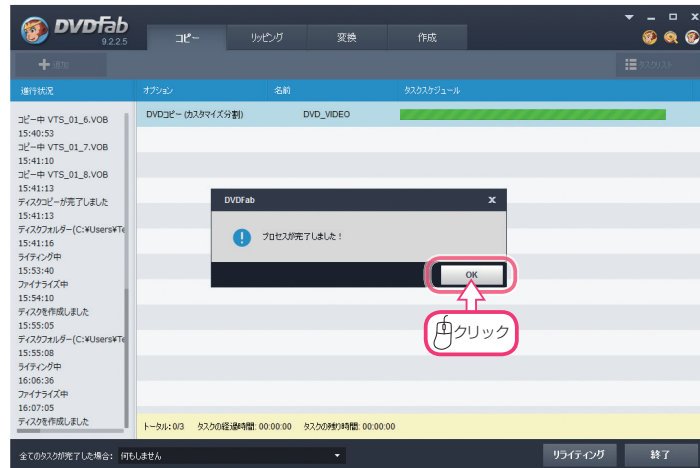 DVDFab
9.2.2.5
コピー
リッピング
変換
作成
追加
タスクリスト
進行状況
オプション
名前
タスクスケジュール
コピー中 VTS_01_6.VOB
15:40:53
コピー中 VTS_01_7.VOB
15:41:10
コピー中 VTS_01_8.VOB
15:41:13
ディスクコピーが完了しました
15:41:13
ディスクフォルダー(C:¥Users¥Te
15:41:16
ライティング中
15:53:40
ファイナライズ中
15:54:10
ディスクを作成しました
15:55:05
ディスクフォルダー(C:¥Users¥Te
15:55:08
ライティング中
16:06:36
ファイナライズ中
16:07:05
ディスクを作成しました
DVDコピー (カスタマイズ分割)
DVD_VIDEO
DVDFab
x
プロセスが完了しました！
OK
クリック
トータル: 0/3 タスクの経過時間: 00:00:00 タスクの残り時間: 00:00:00
全てのタスクが完了した場合: 何もしません
リライティング
終了